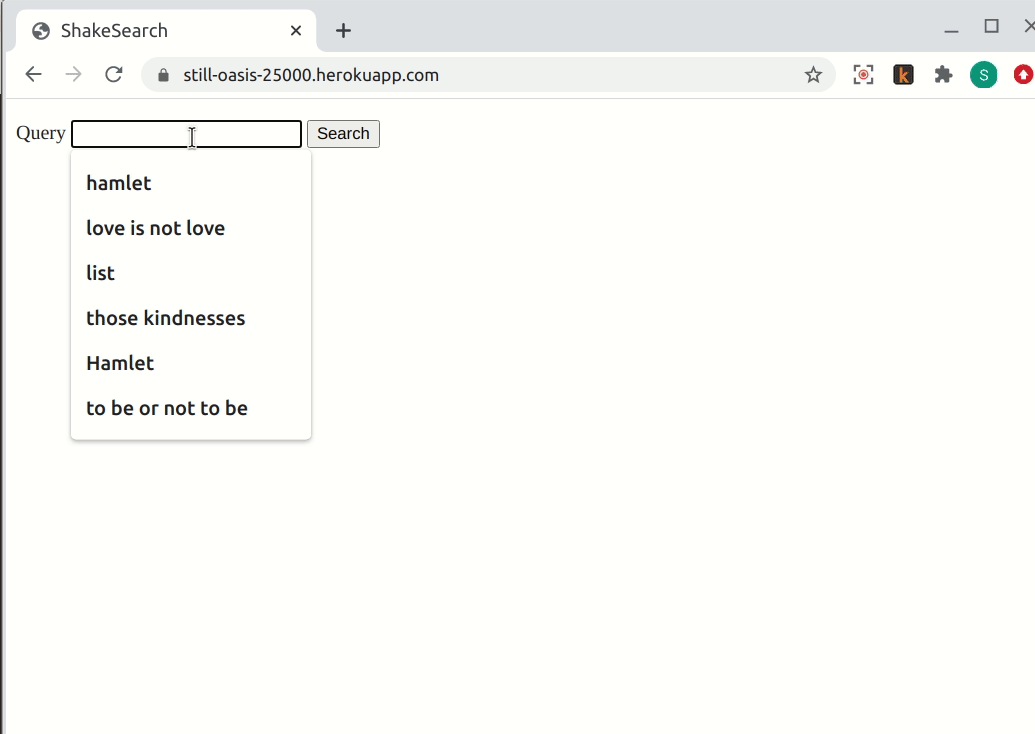 ShakeSearch
still-oasis-25000.herokuapp.com
k
S
Query
Search
hamlet
love is not love
list
those kindnesses
Hamlet
to be or not to be